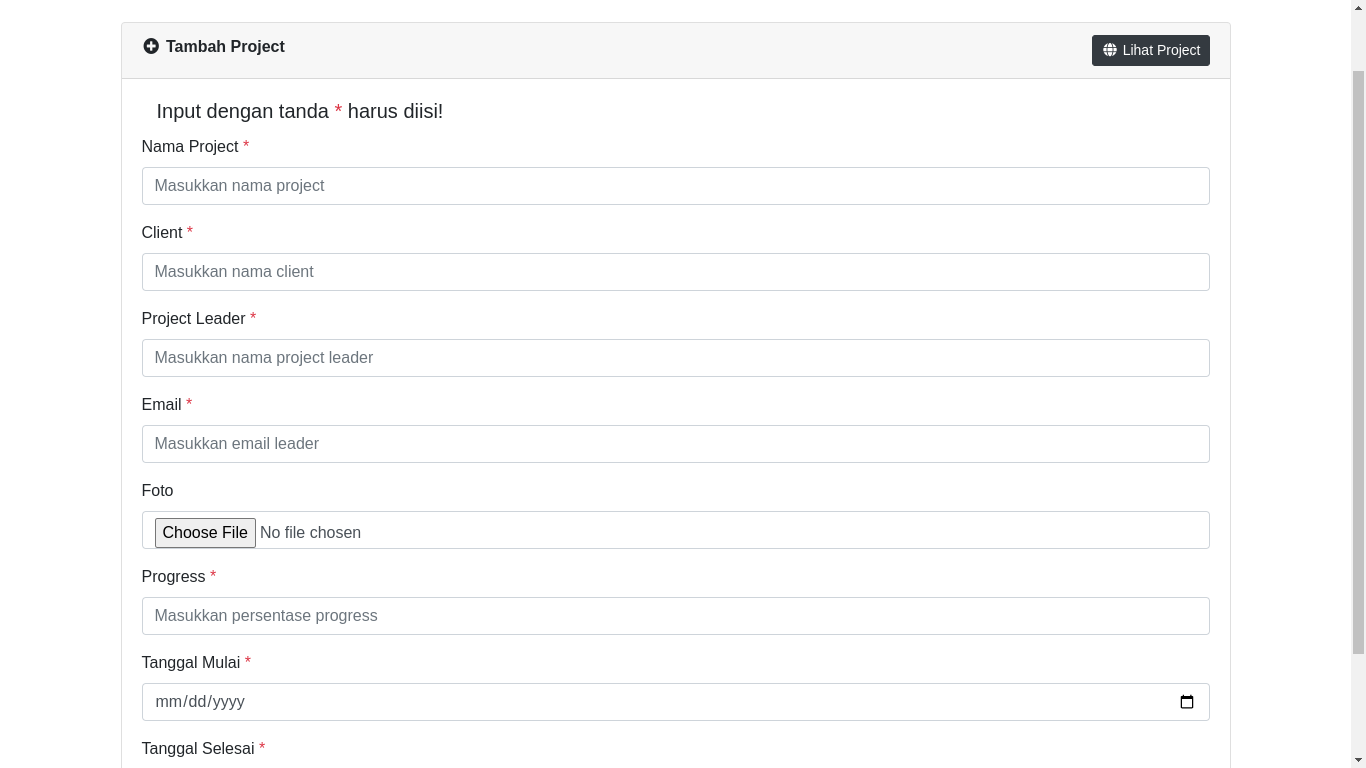 Tambah Project
Lihat Project
Input dengan tanda * harus diisi!
Nama Project *
Masukkan nama project
Client *
Masukkan nama client
Project Leader *
Masukkan nama project leader
Email *
Masukkan email leader
Foto
Choose File No file chosen
Progress *
Masukkan persentase progress
Tanggal Mulai *
mm/dd/yyyy
Tanggal Selesai *